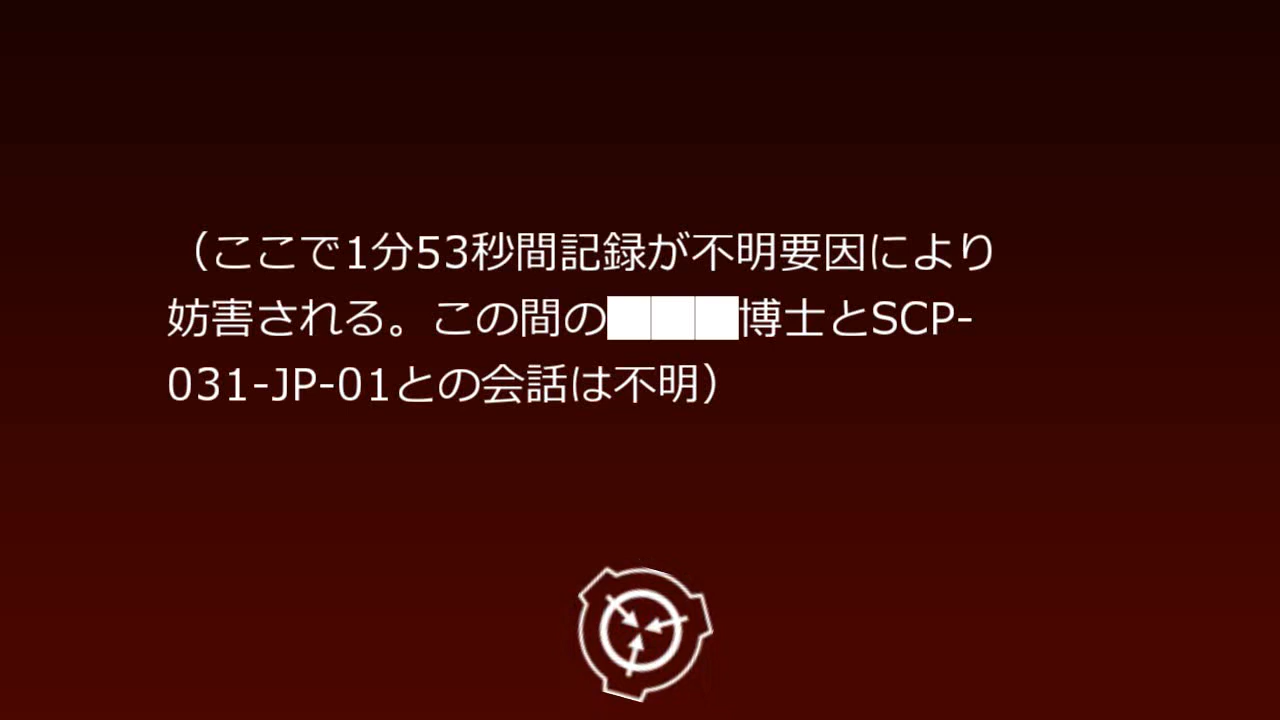 （ここで1分53秒間記録が不明要因により
妨害される。この間の███博士とSCP-
031-JP-01との会話は不明）